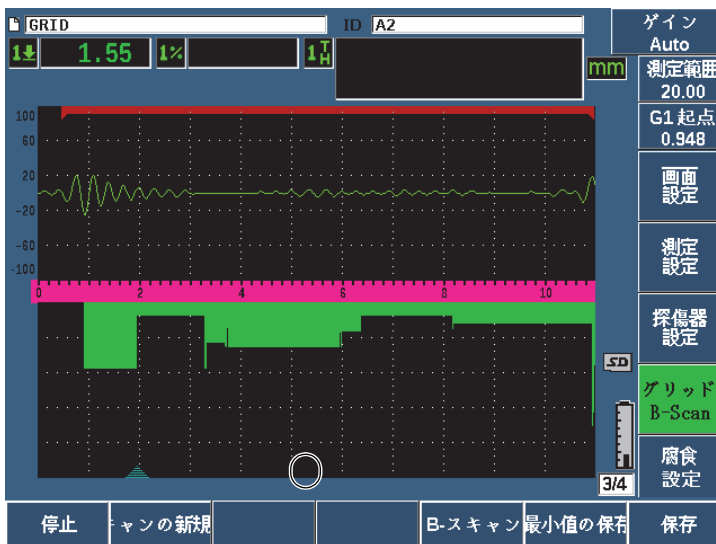 GRID
ID A2
1 1.55
1%
1 T H
mm
ゲイン
Auto
測定範囲
20.00
G1起点
0.948
画面
設定
測定
設定
探傷器
設定
グリッド
B-Scan
腐食
設定
100
60
20
-20
-60
-100
0 2 4 6 8 10
SD
3/4
停止
ャンの新規
B-スキャン
最小値の保存
保存